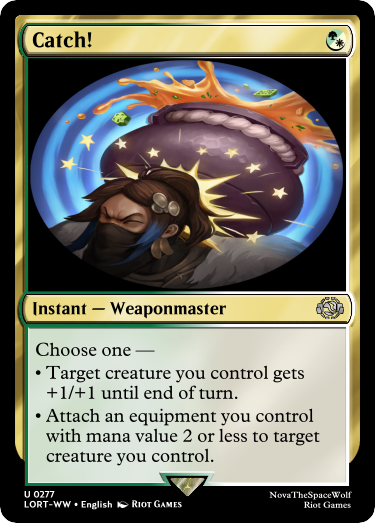 Catch!
Instant — Weaponmaster
Choose one —
• Target creature you control gets
+1/+1 until end of turn.
• Attach an equipment you control
with mana value 2 or less to target
creature you control.
U 0277
LORT-WW • English Riot Games
NovaTheSpaceWolf
Riot Games